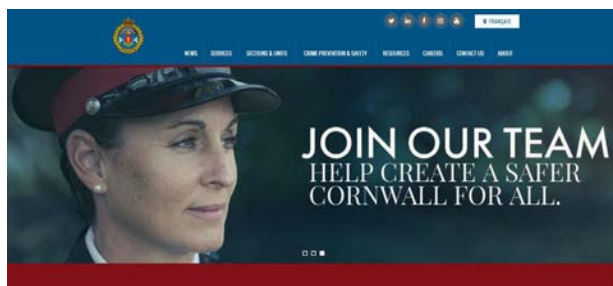 FRANÇAIS
NEWS SERVICES SECTIONS & UNITS CRIME PREVENTION & SAFETY RESOURCES CAREERS CONTACT US ABOUT
JOIN OUR TEAM
HELP CREATE A SAFER
CORNWALL FOR ALL.